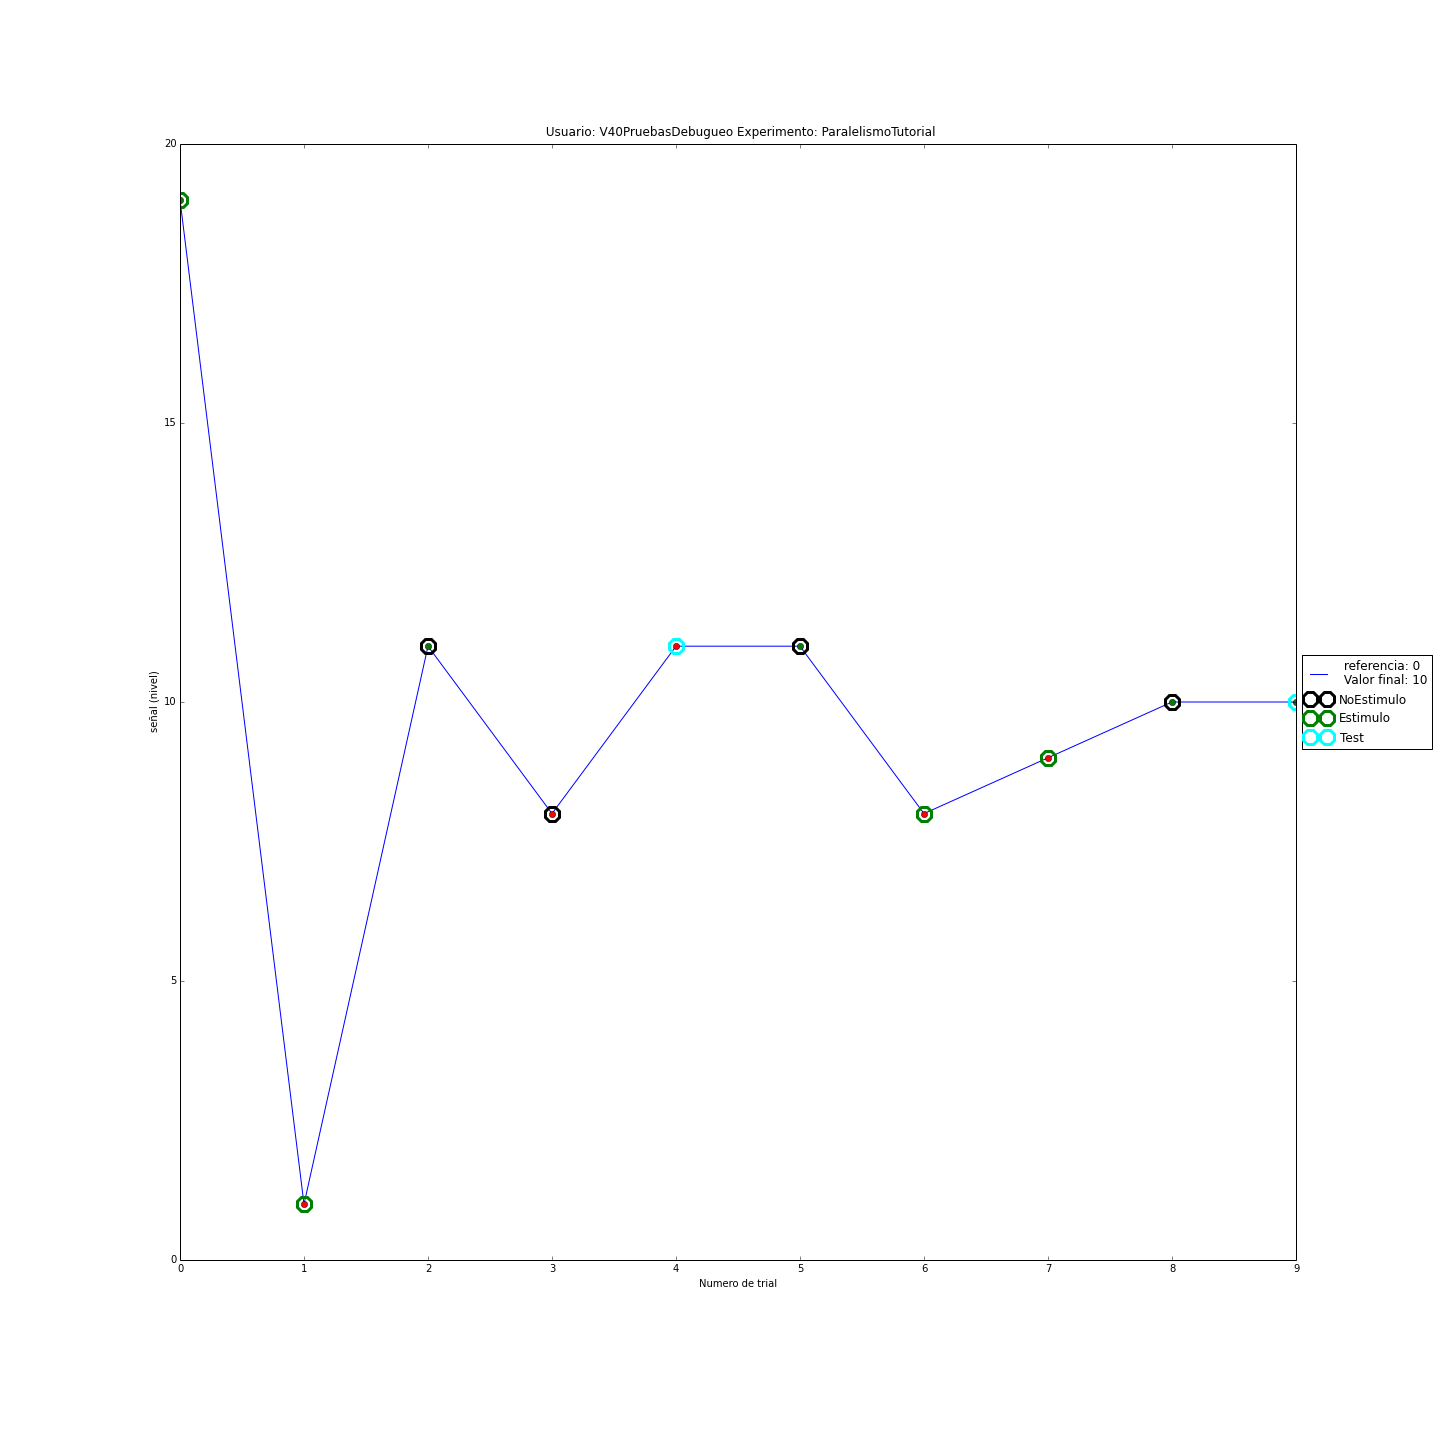 Usuario: V40PruebasDebugueo Experimento: ParalelismoTutorial
20
15
10
5
0
señal (nivel)
0 1 2 3 4 5 6 7 8 9
Numero de trial
referencia: 0
Valor final: 10
NoEstimulo
Estimulo
Test